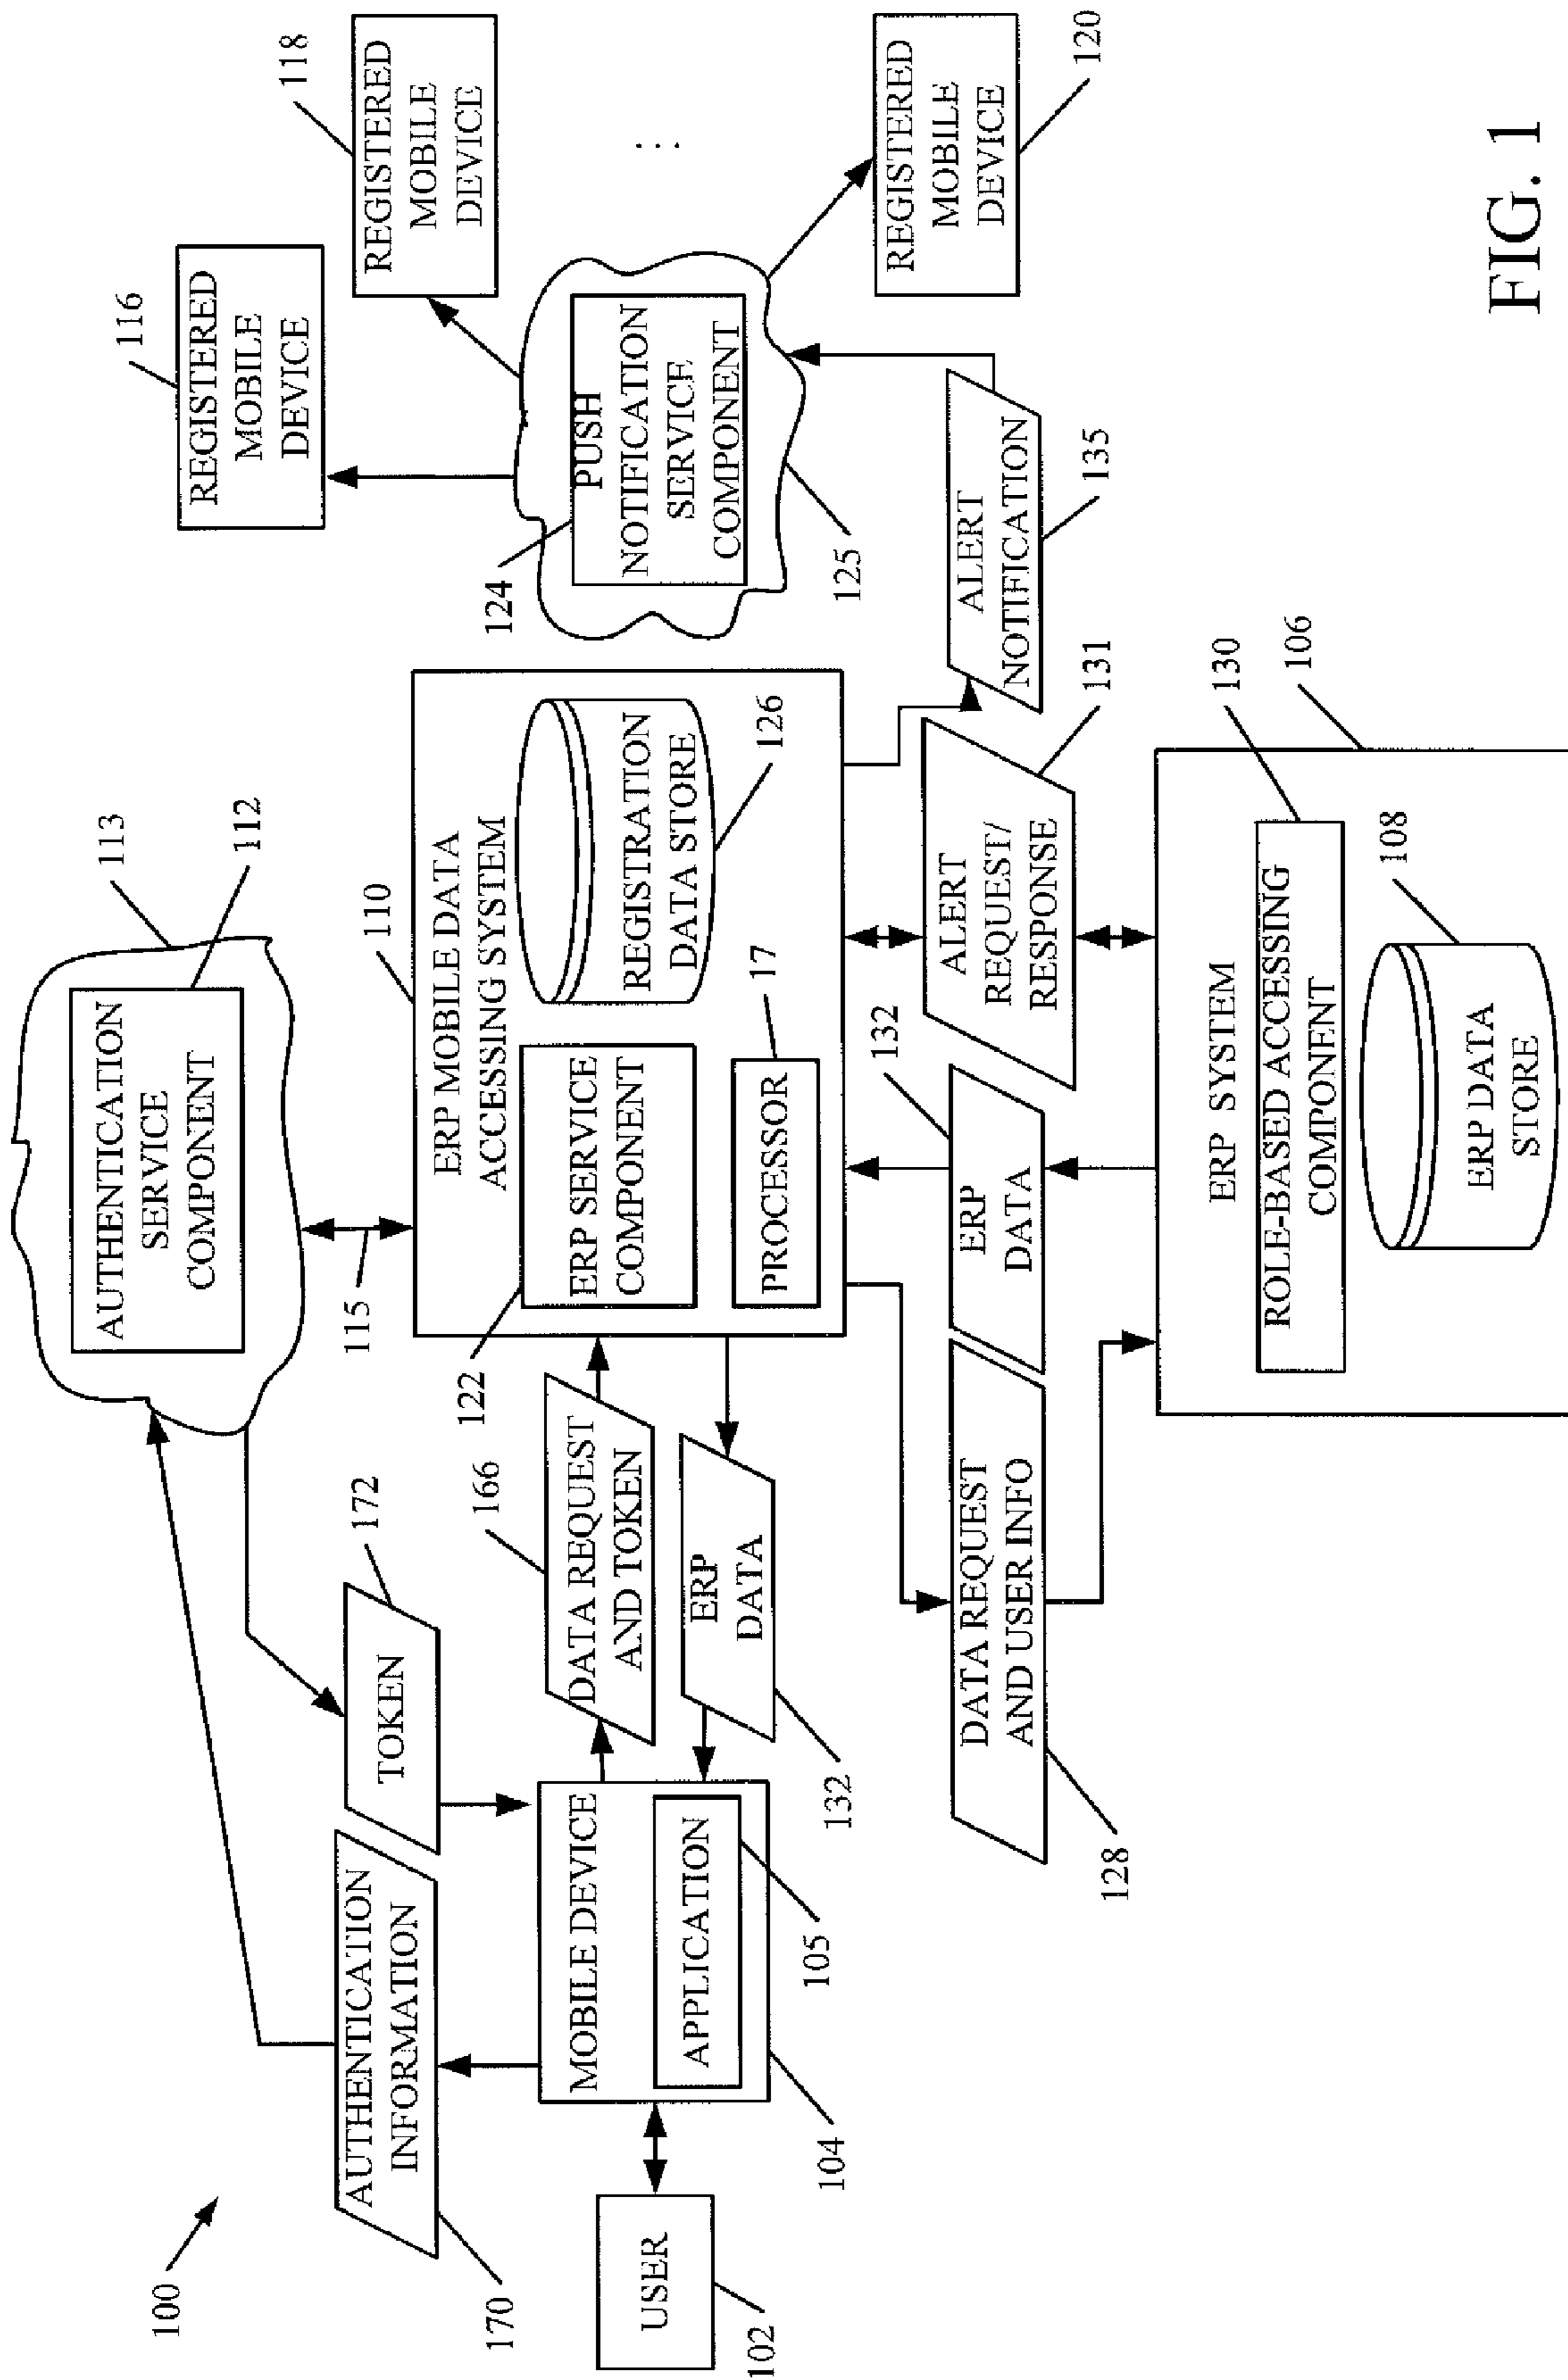 100
113
AUTHENTICATION
SERVICE
COMPONENT
112
116
REGISTERED
MOBILE
DEVICE
118
REGISTERED
MOBILE
DEVICE
...
REGISTERED
MOBILE
DEVICE
120
170
AUTHENTICATION
INFORMATION
TOKEN
172
115
110
ERP MOBILE DATA
ACCESSING SYSTEM
122
ERP SERVICE
COMPONENT
PROCESSOR
17
REGISTRATION
DATA STORE
126
124
PUSH
NOTIFICATION
SERVICE
COMPONENT
125
USER
102
MOBILE DEVICE
APPLICATION
104
105
166
DATA REQUEST
AND TOKEN
ERP
DATA
132
DATA REQUEST
AND USER INFO
128
ERP
DATA
132
ALERT
REQUEST/
RESPONSE
131
ALERT
NOTIFICATION
135
ERP SYSTEM
130
106
ROLE-BASED ACCESSING
COMPONENT
108
ERP DATA
STORE
FIG. 1